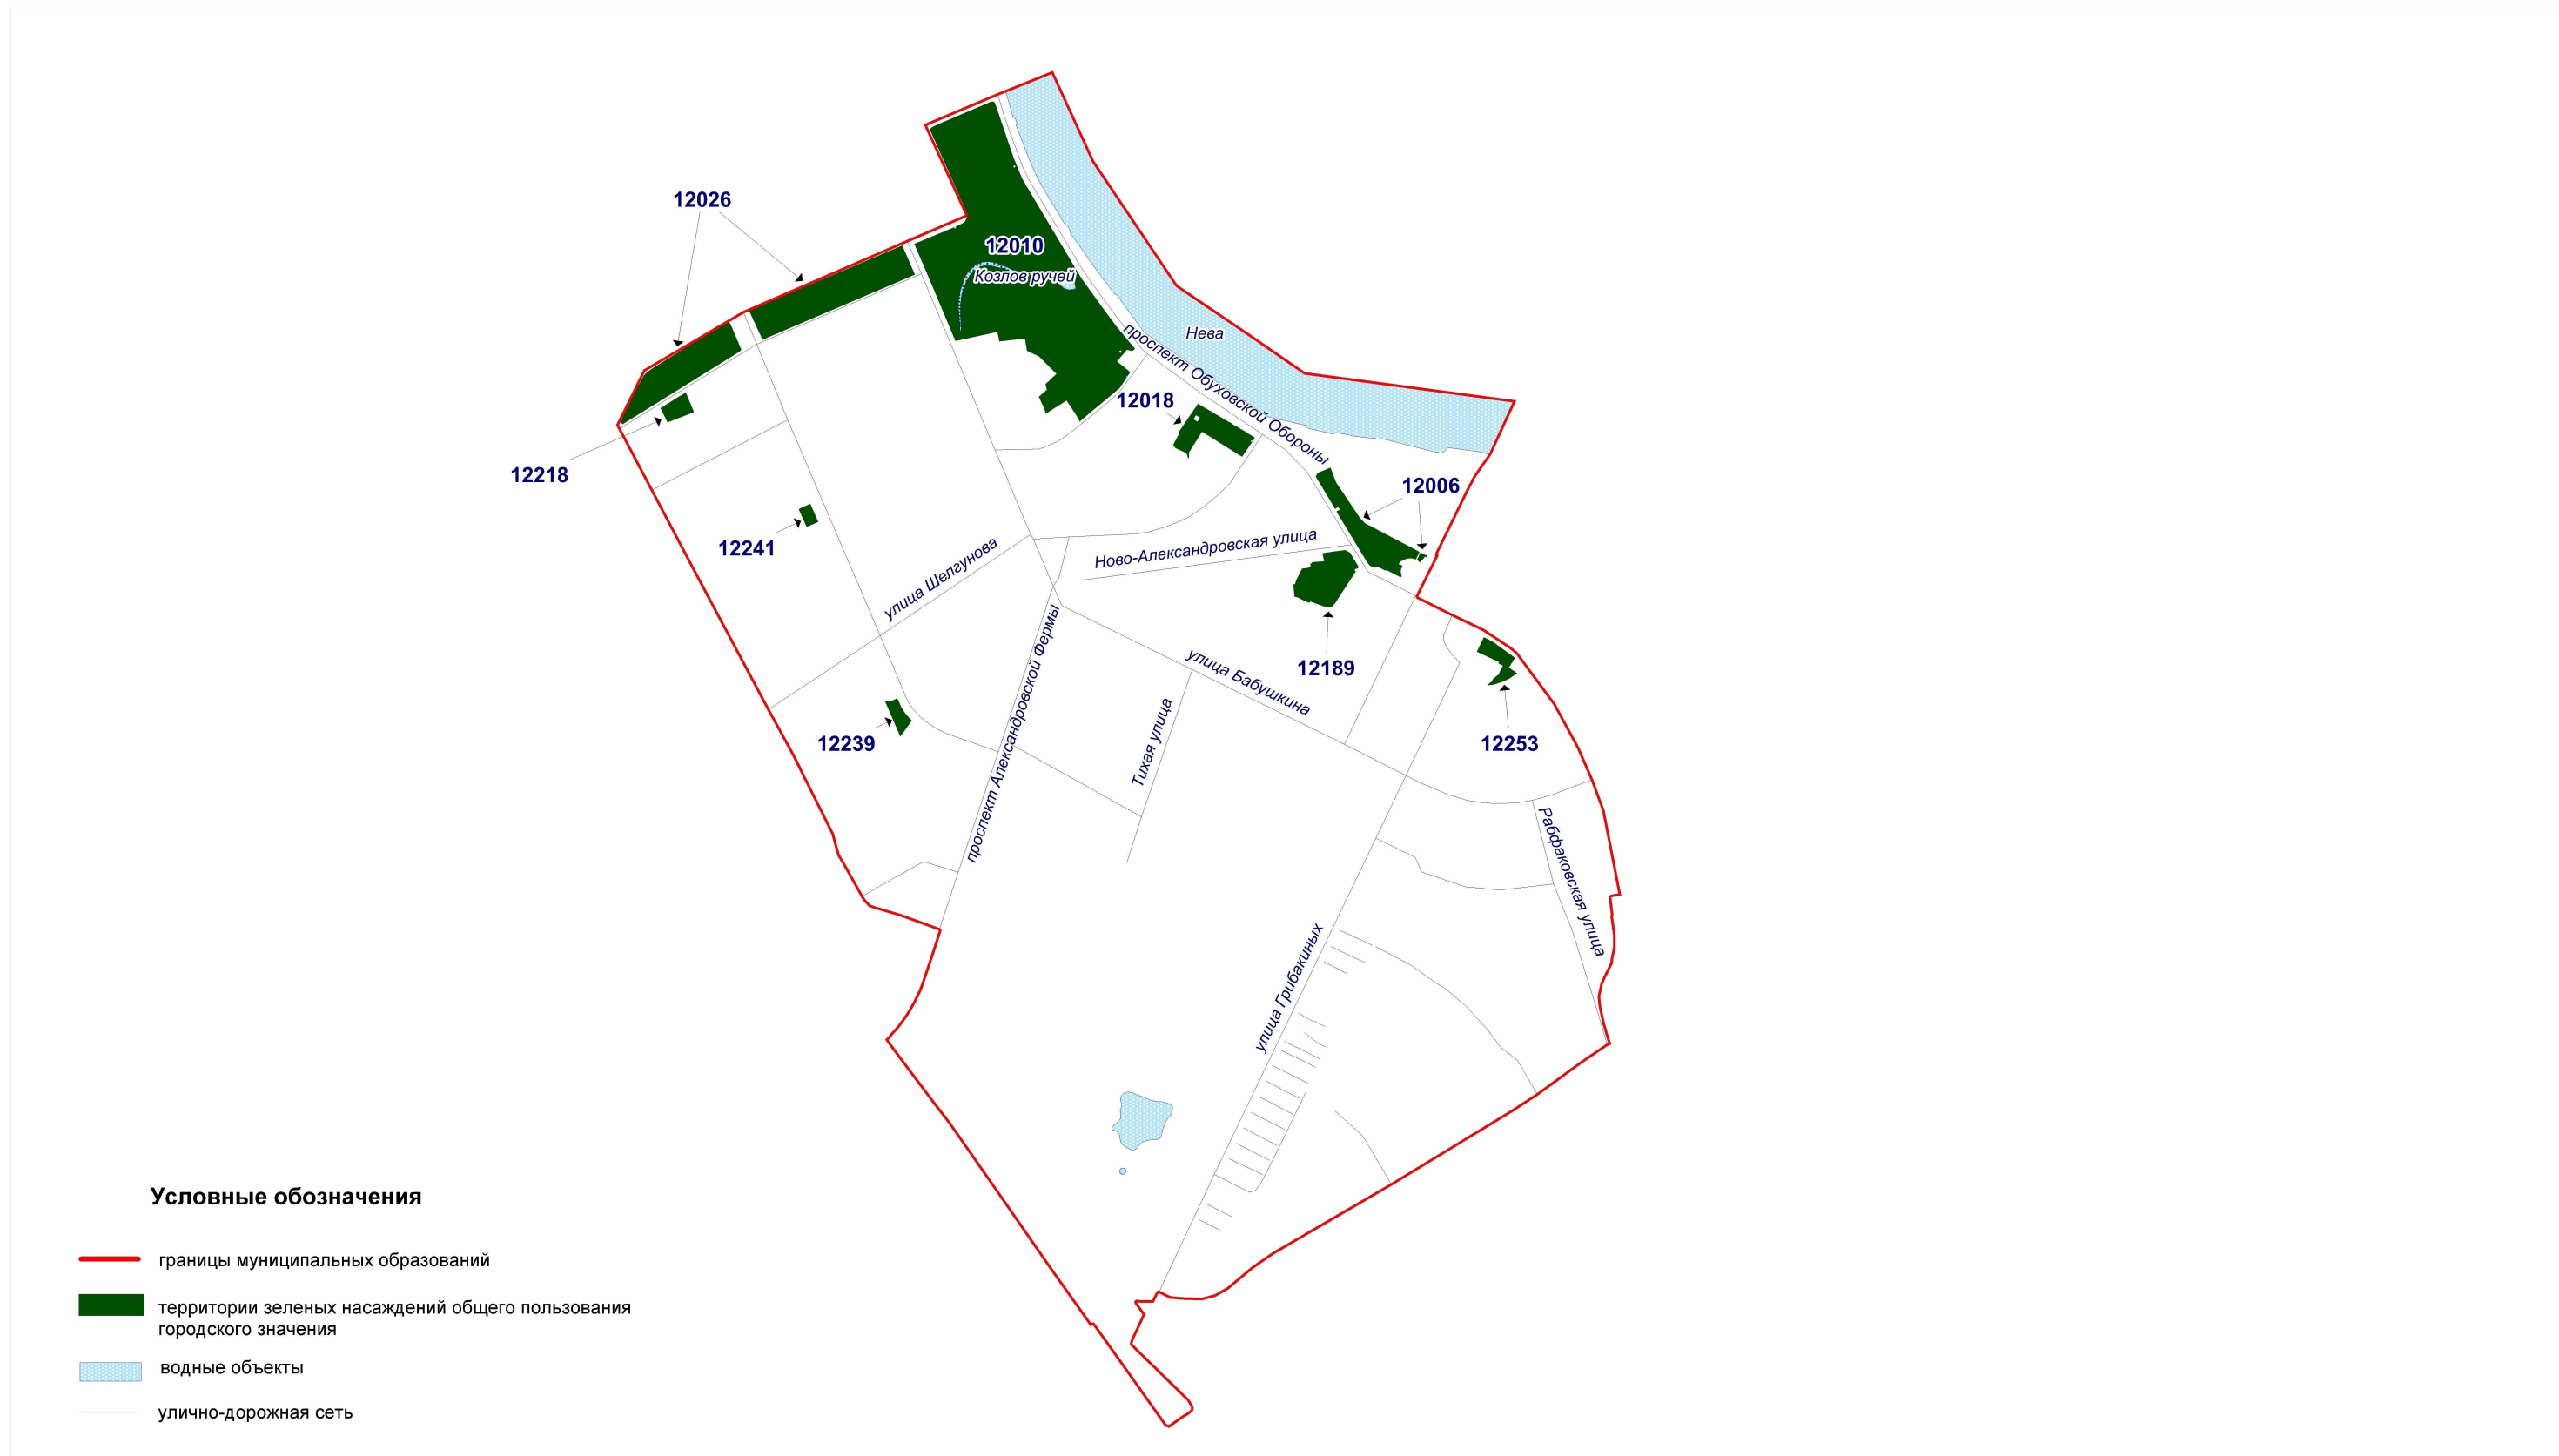 12026
12010
Козлов ручей
Нева
проспект Обуховской Обороны
12018
12218
12006
12241
Ново-Александровская улица
улица Шелгунова
12189
улица Бабушкина
проспект Александровской Фермы
Тихая улица
12239
12253
Рабфаковская улица
улица Грибакиных
Условные обозначения
границы муниципальных образований
территории зеленых насаждений общего пользования
городского значения
водные объекты
улично-дорожная сеть